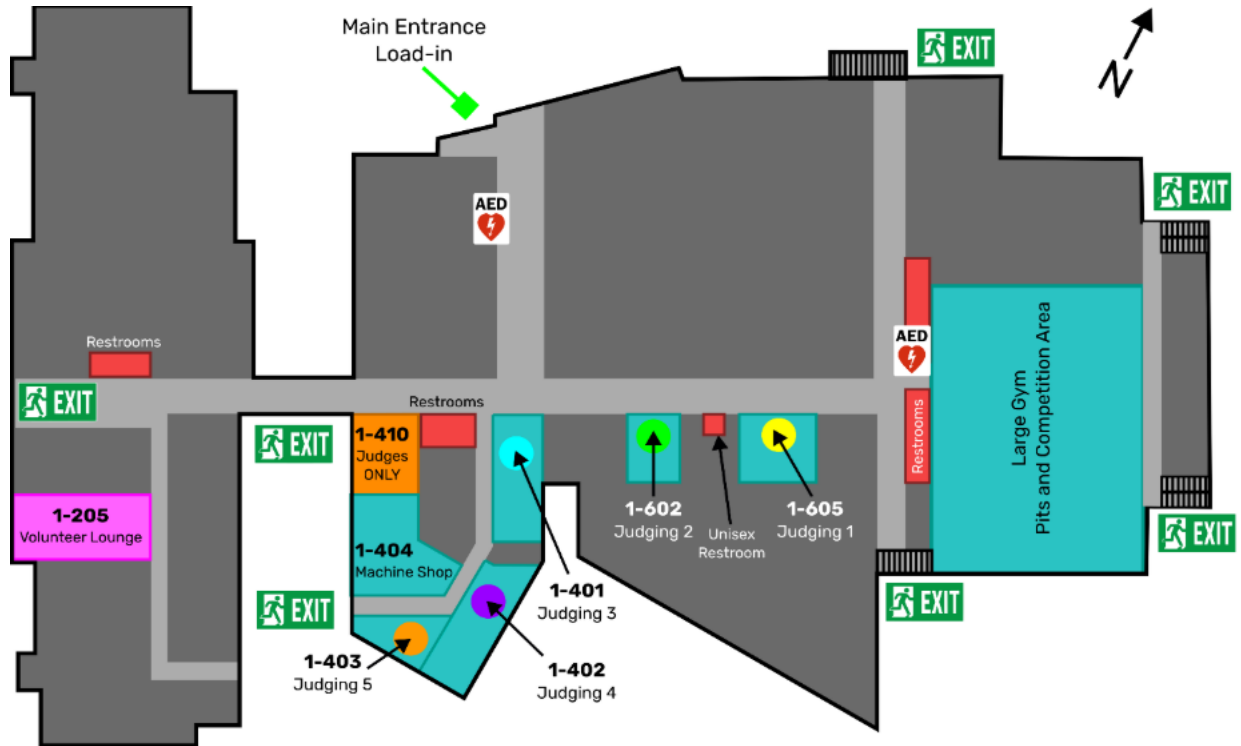 Main Entrance
Load-in
EXIT
N
EXIT
AED
AED
Large Gym
Pits and Competition Area
Restrooms
EXIT
Restrooms
Restrooms
EXIT
1-410
Judges
ONLY
1-205
Volunteer Lounge
1-404
Machine Shop
1-602
Judging 2
Unisex
Restroom
1-605
Judging 1
EXIT
EXIT
1-401
Judging 3
EXIT
1-403
Judging 5
1-402
Judging 4